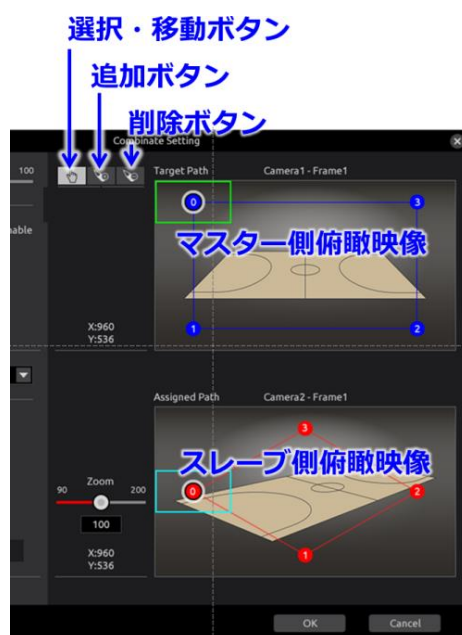 選択・移動ボタン
追加ボタン
削除ボタン
Combinate Setting
100
Target Path
Camera1 - Frame1
0
3
nable
マスター側俯瞰映像
X:960
Y:536
1
2
Assigned Path
Camera2 - Frame1
3
スレーブ側俯瞰映像
Zoom
90
200
0
2
100
X:960
Y:536
1
OK
Cancel